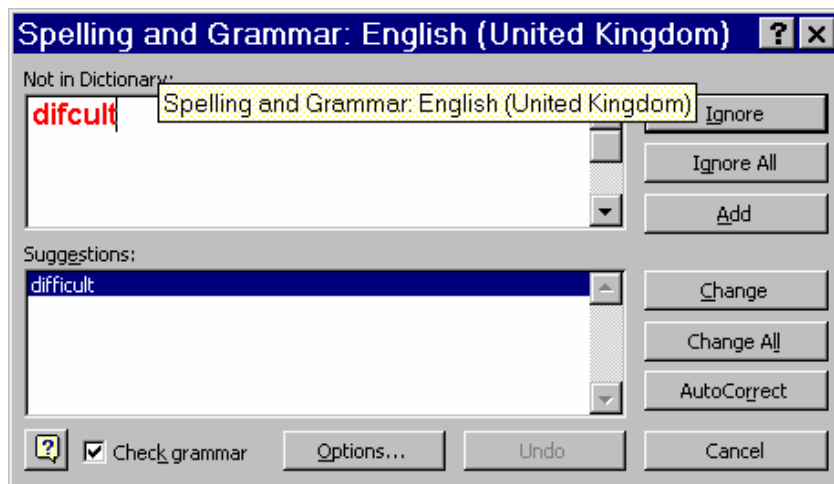 Spelling and Grammar: English (United Kingdom) ? ×
Not in Dictionary:
Spelling and Grammar: English (United Kingdom)
difcult
Ignore
Ignore All
Add
Suggestions:
difficult
Change
Change All
AutoCorrect
? Check grammar Options... Undo Cancel